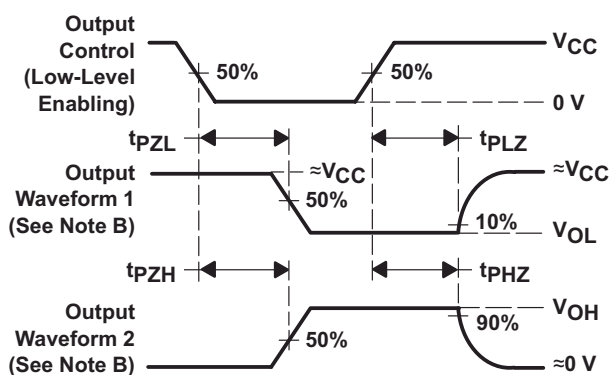 Output
Control
(Low-Level
Enabling)
50%
50%
VCC
0 V
tPZL
tPLZ
Output
Waveform 1
(See Note B)
≈VCC
50%
≈VCC
10%
VOL
tPZH
tPHZ
Output
Waveform 2
(See Note B)
50%
VOH
90%
≈0 V